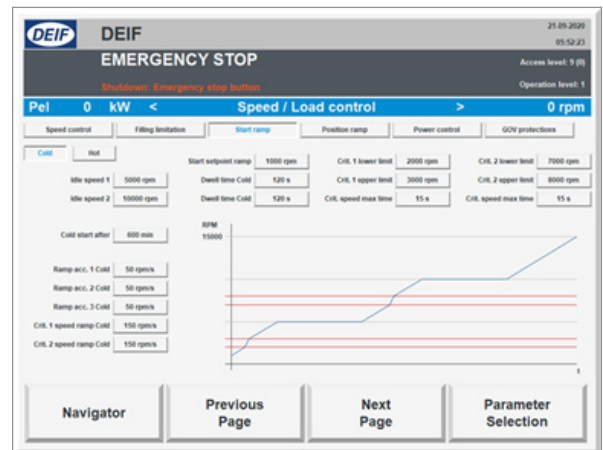 DEIF DEIF 21-09-2020
05:52:23
EMERGENCY STOP Access level: 9 (0)
Shutdown: Emergency stop button Operation level: 1
Pel 0 kW < Speed / Load control > 0 rpm
Speed control Filling limitation Start ramp Position ramp Power control GOV protections
Cold Hot
Start setpoint ramp 1000 rpm Crit. 1 lower limit 2000 rpm Crit. 2 lower limit 7000 rpm
Idle speed 1 5000 rpm Dwell time Cold 120 s Crit. 1 upper limit 3000 rpm Crit. 2 upper limit 8000 rpm
Idle speed 2 10000 rpm Dwell time Cold 120 s Crit. speed max time 15 s Crit. speed max time 15 s
Cold start after 600 min
RPM
15000
Ramp acc. 1 Cold 50 rpm/s
Ramp acc. 2 Cold 50 rpm/s
Ramp acc. 3 Cold 50 rpm/s
Crit. 1 speed ramp Cold 150 rpm/s
Crit. 2 speed ramp Cold 150 rpm/s
t
Navigator Previous Page Next Page Parameter Selection